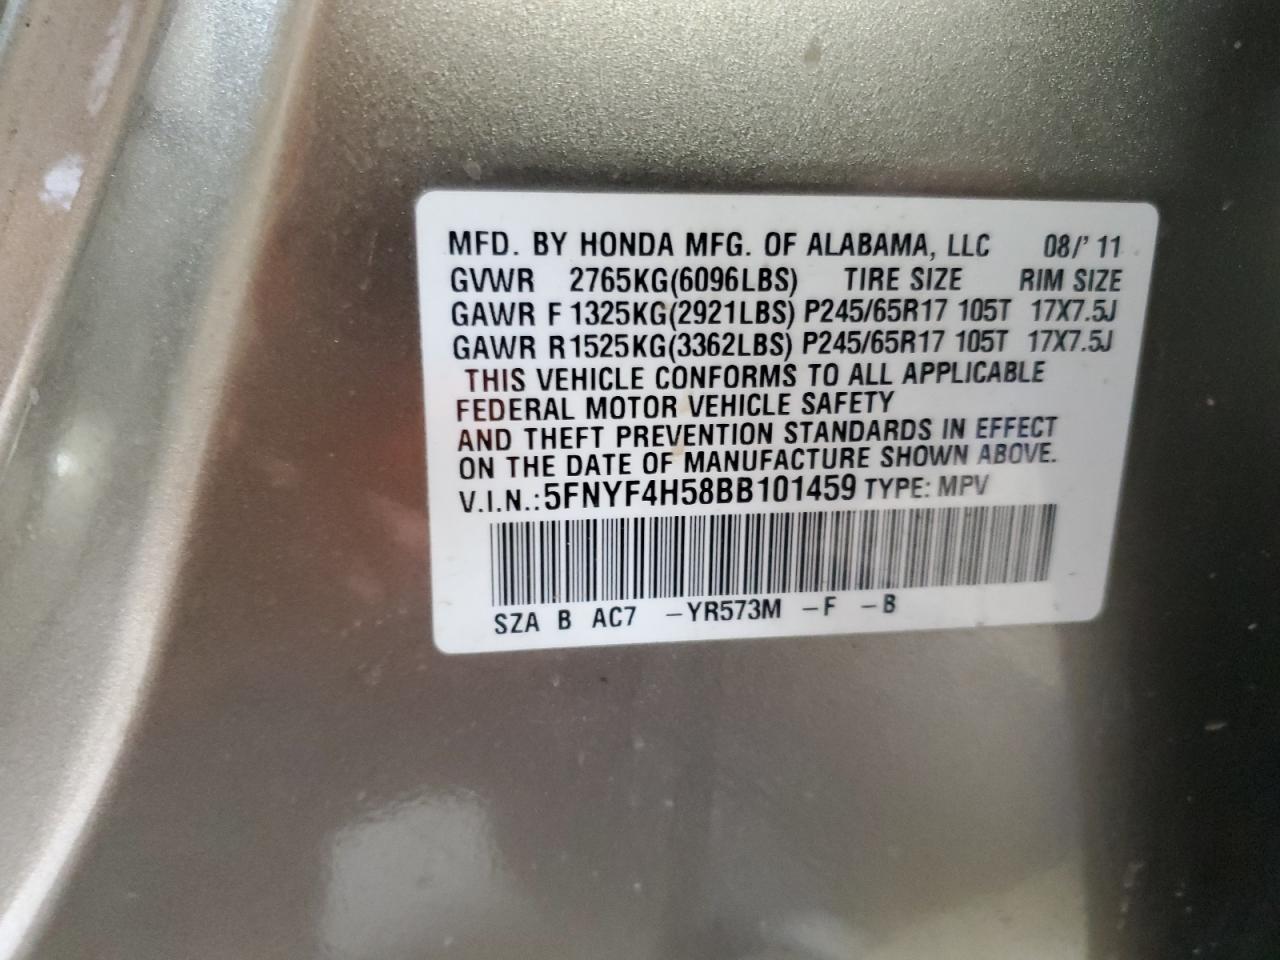 MFD. BY HONDA MFG. OF ALABAMA, LLC 08/' 11
GVWR 2765KG(6096LBS) TIRE SIZE RIM SIZE
GAWR F 1325KG(2921LBS) P245/65R17 105T 17X7.5J
GAWR R 1525KG(3362LBS) P245/65R17 105T 17X7.5J
THIS VEHICLE CONFORMS TO ALL APPLICABLE
FEDERAL MOTOR VEHICLE SAFETY
AND THEFT PREVENTION STANDARDS IN EFFECT
ON THE DATE OF MANUFACTURE SHOWN ABOVE.
V.I.N.: 5FNYF4H58BB101459 TYPE: MPV
SZA B AC7 -YR573M -F -B